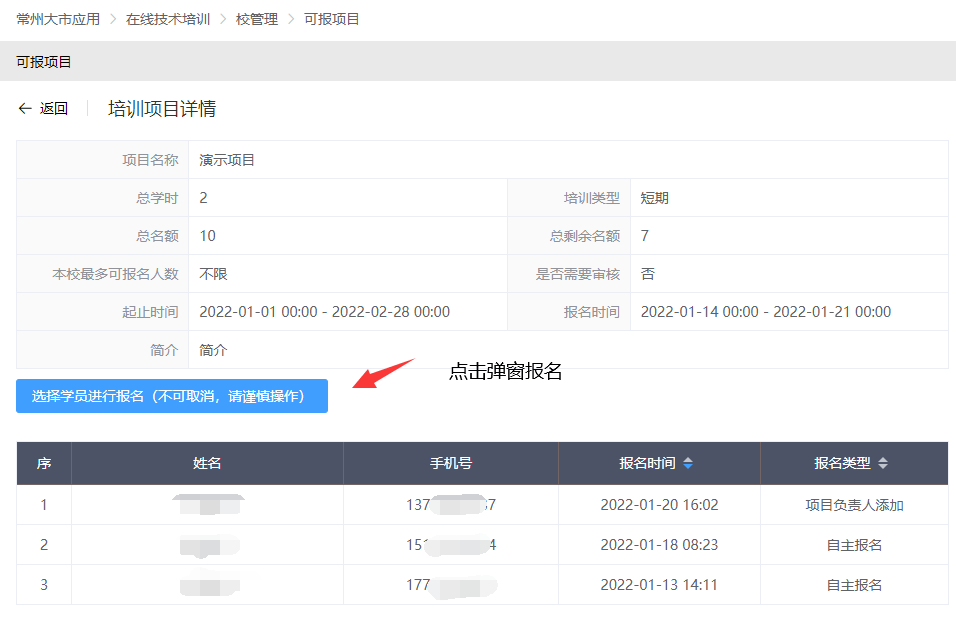 常州大市应用 > 在线技术培训 > 校管理 > 可报项目
可报项目
← 返回 培训项目详情
项目名称 演示项目
总学时 2 培训类型 短期
总名额 10 总剩余名额 7
本校最多可报名人数 不限 是否需要审核 否
起止时间 2022-01-01 00:00 - 2022-02-28 00:00 报名时间 2022-01-14 00:00 - 2022-01-21 00:00
简介 简介
点击弹窗报名
选择学员进行报名（不可取消，请谨慎操作）
序 姓名 手机号 报名时间 报名类型
1 137 7 2022-01-20 16:02 项目负责人添加
2 15 4 2022-01-18 08:23 自主报名
3 177 2022-01-13 14:11 自主报名